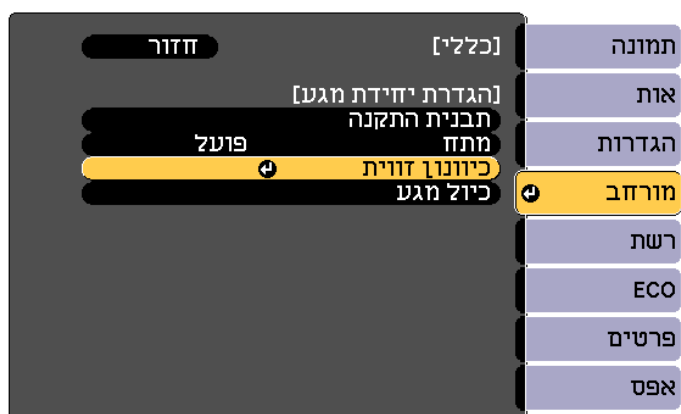 תמונה
אות
הגדרות
מורחב
רשת
ECO
פרטים
אפס
[כללי] חזור
[הגדרת יחידת מגע]
תבנית התקנה
מתח פועל
כיוונון זווית
כיול מגע